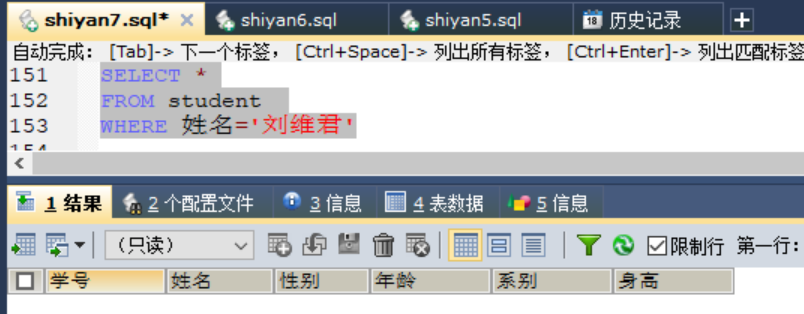 shiyan7.sql* shiyan6.sql shiyan5.sql 18 历史记录
自动完成: [Tab]-> 下一个标签, [Ctrl+Space]-> 列出所有标签, [Ctrl+Enter]-> 列出匹配标签
151 SELECT *
152 FROM student
153 WHERE 姓名='刘维君'
1 结果 2 个配置文件 3 信息 4 表数据 5 信息
(只读) 限制行 第一行:
学号 姓名 性别 年龄 系别 身高